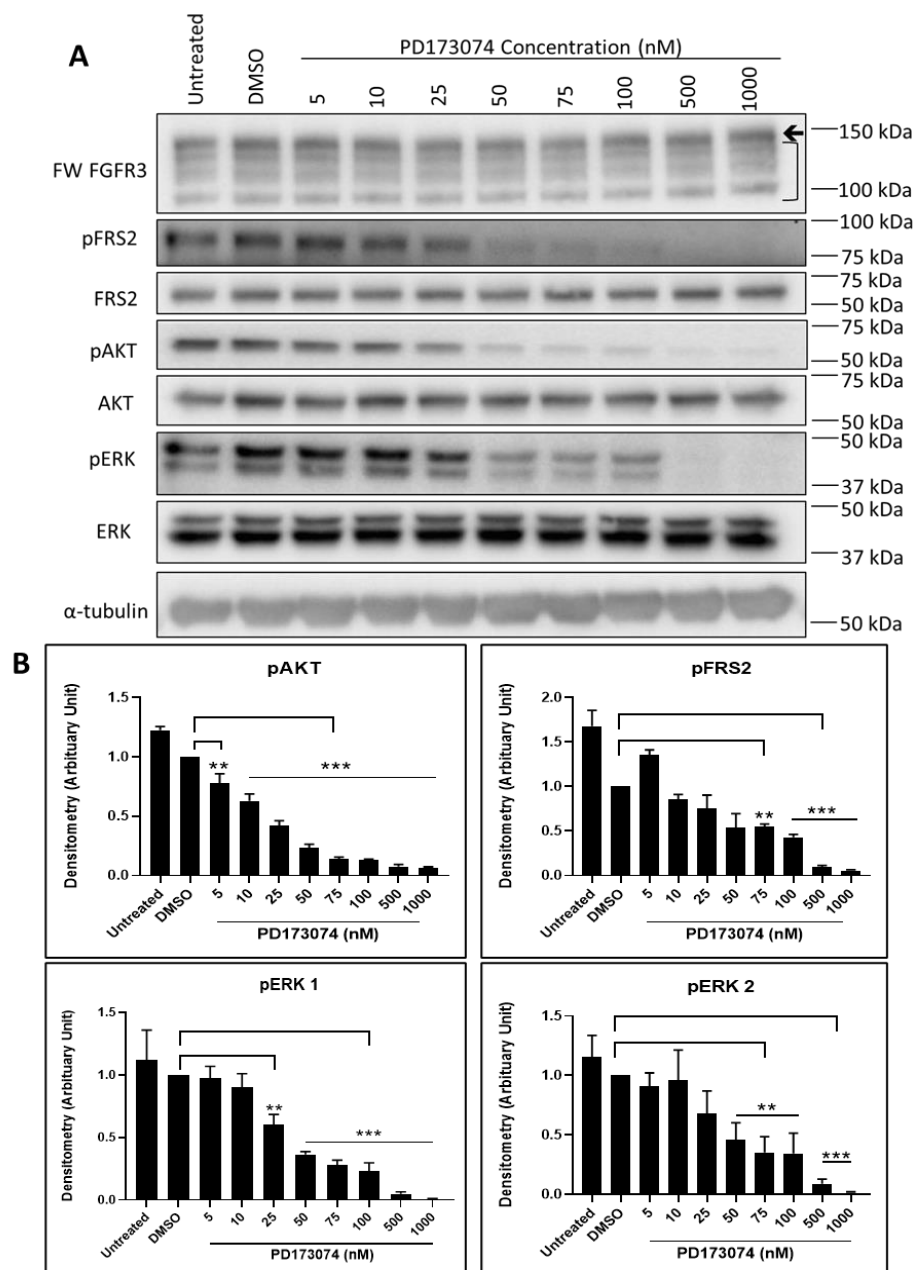 A
PD173074 Concentration (nM)
Untreated
DMSO
5
10
25
50
75
100
500
1000
FW FGFR3
150 kDa
100 kDa
pFRS2
100 kDa
75 kDa
FRS2
75 kDa
50 kDa
pAKT
75 kDa
50 kDa
AKT
75 kDa
50 kDa
pERK
50 kDa
37 kDa
ERK
50 kDa
37 kDa
α-tubulin
50 kDa
B
pAKT
Densitometry (Arbituary Unit)
1.5
1.0
0.5
0.0
**
***
Untreated
DMSO
5
10
25
50
75
100
500
1000
PD173074 (nM)
pFRS2
Densitometry (Arbituary Unit)
2.0
1.5
1.0
0.5
0.0
**
***
Untreated
DMSO
5
10
25
50
75
100
500
1000
PD173074 (nM)
pERK 1
Densitometry (Arbituary Unit)
1.5
1.0
0.5
0.0
**
***
Untreated
DMSO
5
10
25
50
75
100
500
1000
PD173074 (nM)
pERK 2
Densitometry (Arbituary Unit)
1.5
1.0
0.5
0.0
**
***
Untreated
DMSO
5
10
25
50
75
100
500
1000
PD173074 (nM)